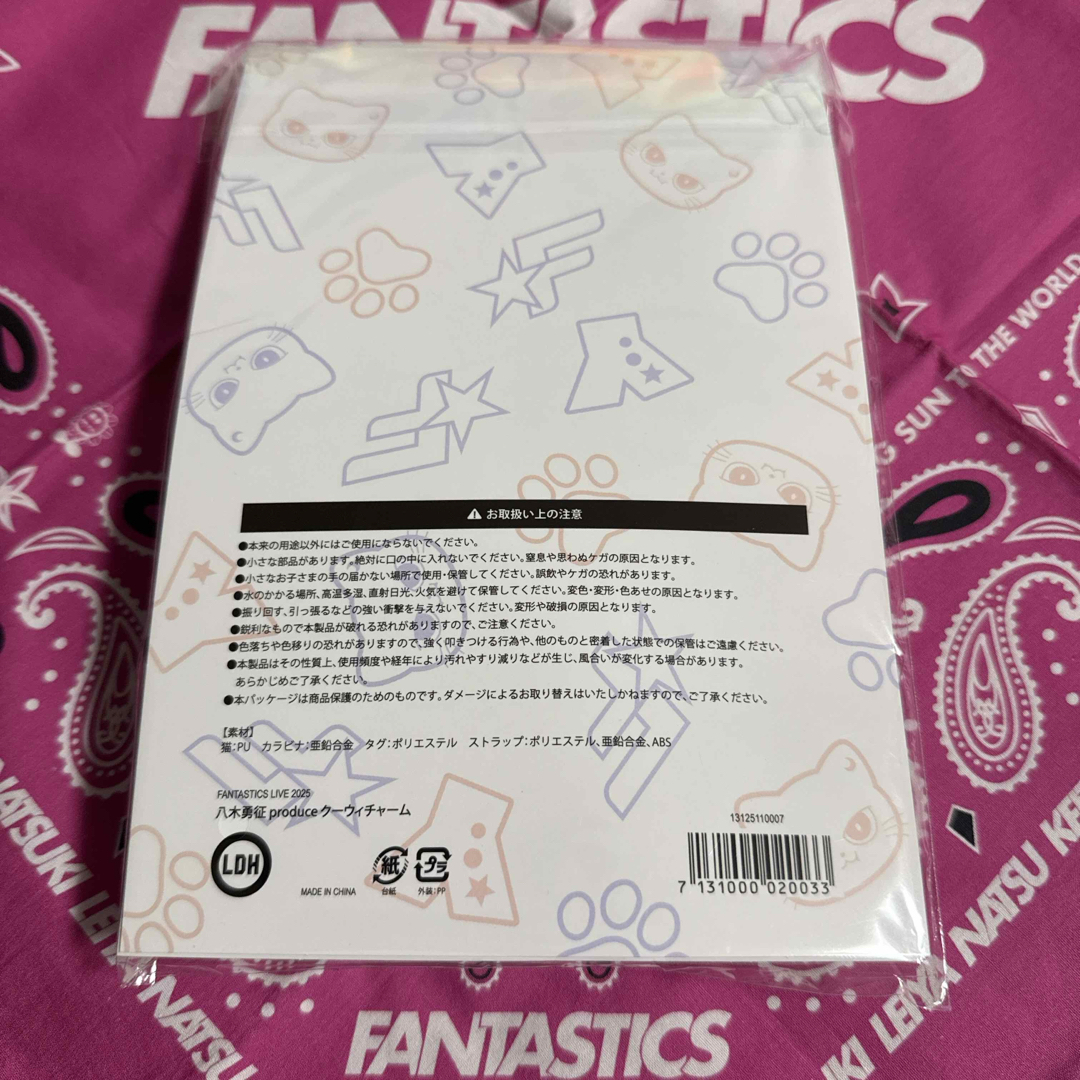 FANTASTICS
SUN TO THE WORLD
⚠お取扱い上の注意
●本来の用途以外にはご使用にならないでください。
●小さな部品があります。絶対に口の中に入れないでください。窒息や思わぬケガの原因となります。
●小さなお子さまの手の届かない場所で使用・保管してください。誤飲やケガの恐れがあります。
●水のかかる場所、高温多湿、直射日光、火気を避けて保管してください。変色・変形・色あせの原因となります。
●振り回す、引っ張るなどの強い衝撃を与えないでください。変形や破損の原因となります。
●鋭利なもので本製品が破れる恐れがありますので、ご注意ください。
●色落ちや色移りの恐れがありますので、強く叩きつける行為や、他のものと密着した状態での保管はご遠慮ください。
●本製品はその性質上、使用頻度や経年により汚れやすり減りなどが生じ、風合いが変化する場合があります。
あらかじめご了承ください。
●本パッケージは商品保護のためのものです。ダメージによるお取り替えはいたしかねますので、ご了承ください。
【素材】
猫：PU カラビナ：亜鉛合金 タグ：ポリエステル ストラップ：ポリエステル、亜鉛合金、ABS
FANTASTICS LIVE 2025
八木勇征 produce クーウィチャーム
LDH
MADE IN CHINA
紙
台紙
プラ
外装：PP
13125110007
7 131000 020033
NATSUKI LEIYA NATSU
KI LEIYA NATSU KE
FANTASTICS